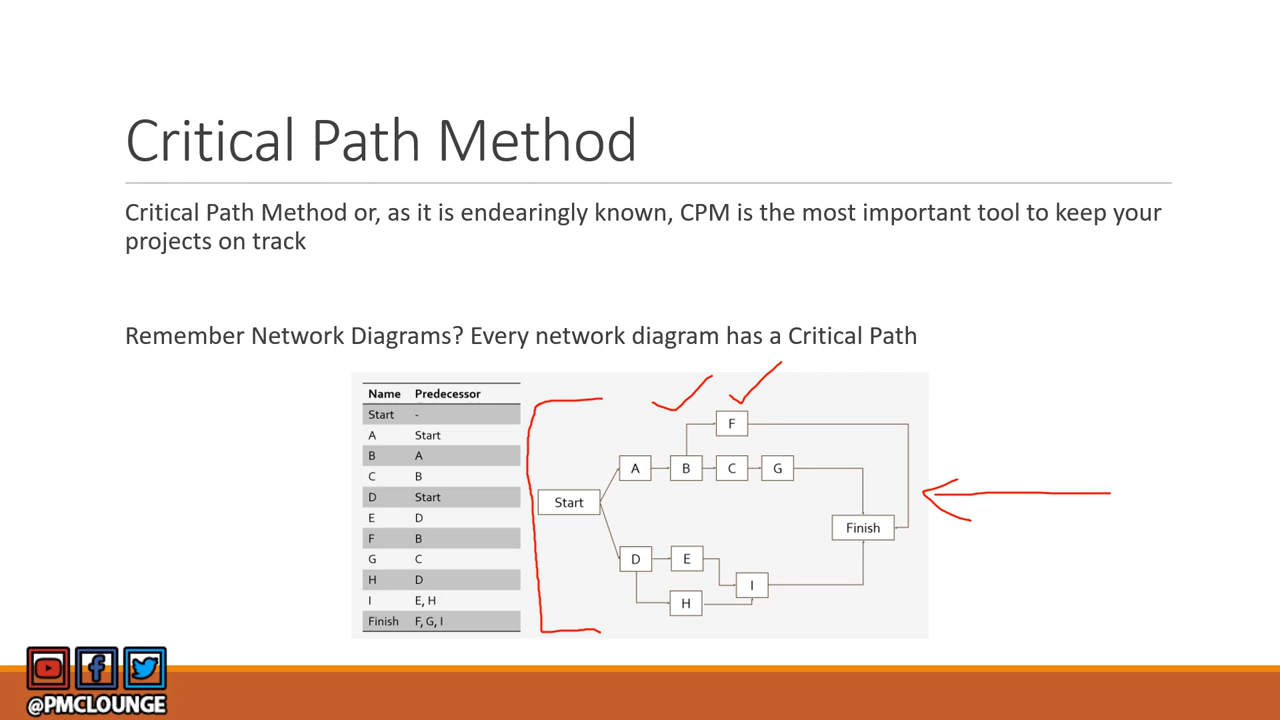 Critical Path Method
Critical Path Method or, as it is endearingly known, CPM is the most important tool to keep your
projects on track
Remember Network Diagrams? Every network diagram has a Critical Path
Name Predecessor
Start -
A Start
B A
C B
D Start
E D
F B
G C
H D
I E, H
Finish F, G, I
F
A B C G
Start
Finish
D E
I
H
@PMCLOUNGE